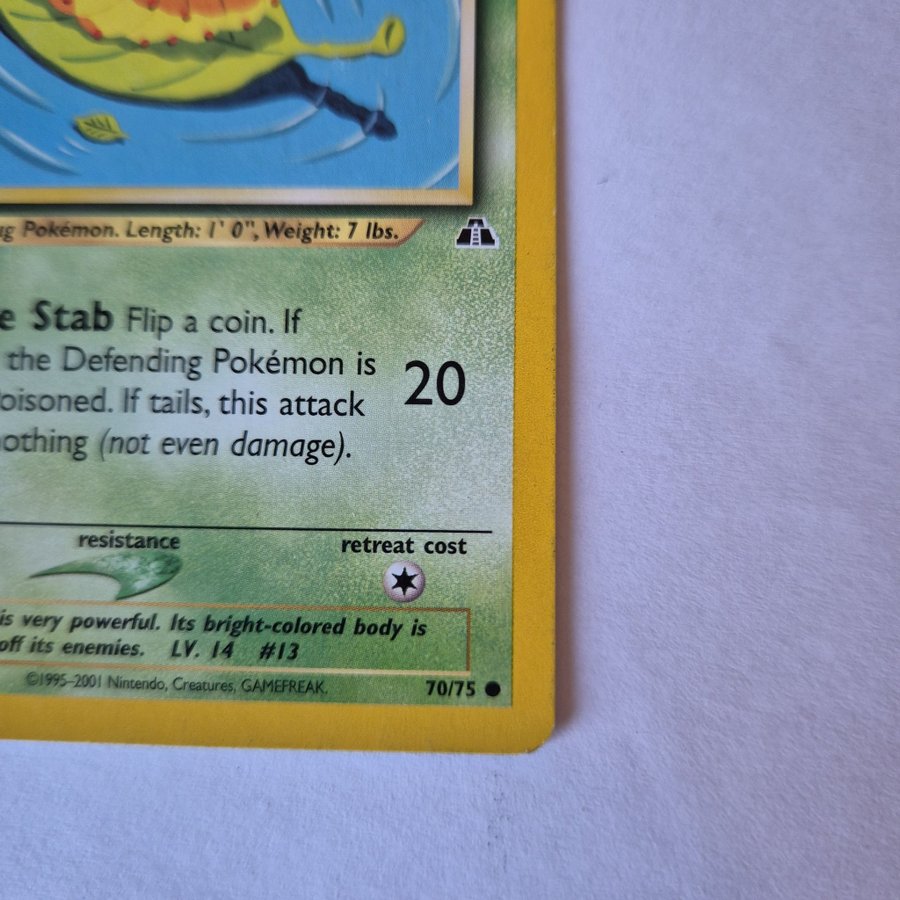 g Pokémon. Length: 1' 0", Weight: 7 lbs.
e Stab Flip a coin. If
the Defending Pokémon is
oisoned. If tails, this attack
othing (not even damage).
20
resistance
retreat cost
is very powerful. Its bright-colored body is
off its enemies. LV. 14 #13
©1995-2001 Nintendo, Creatures, GAMEFREAK.
70/75